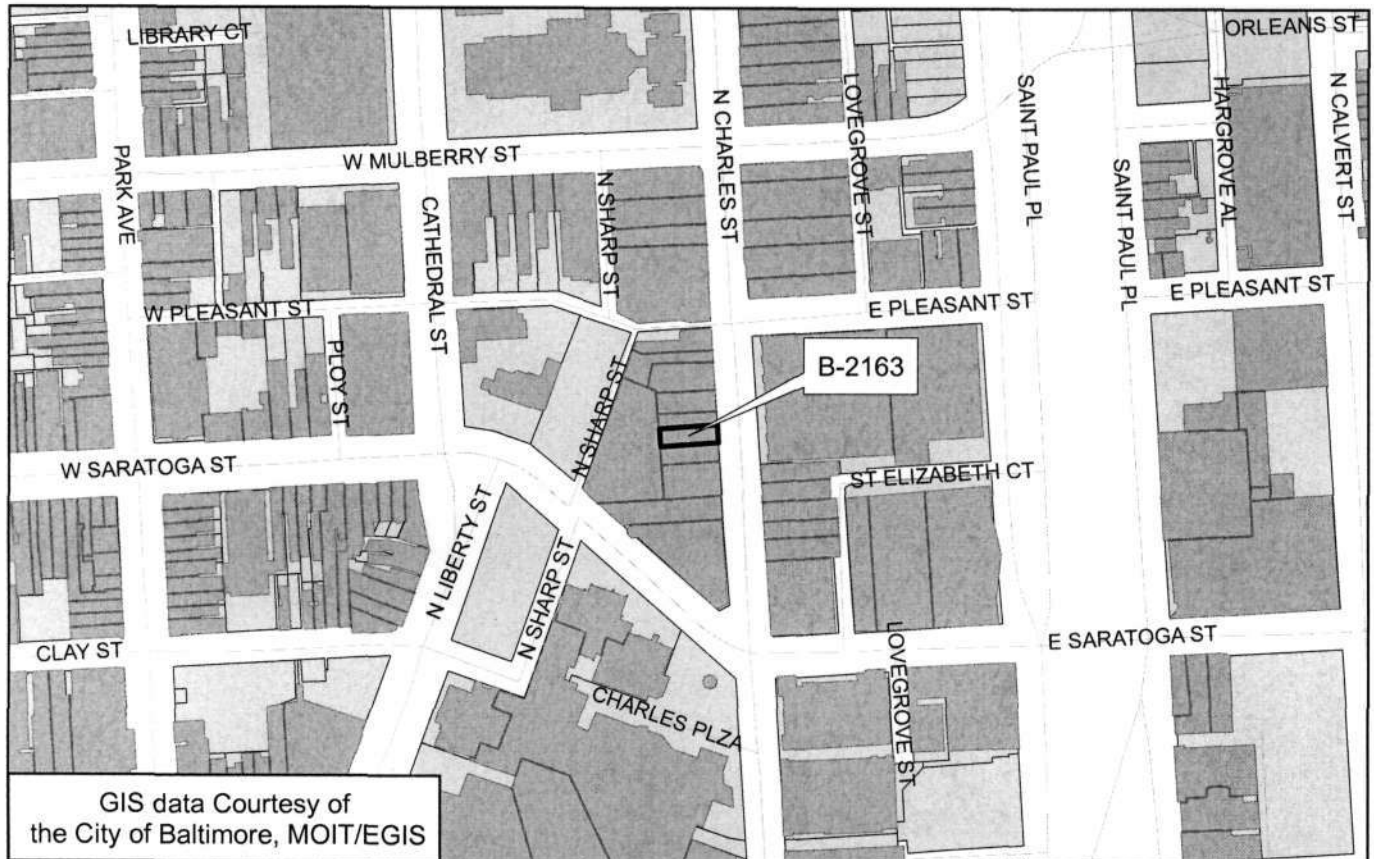 LIBRARY CT
ORLEANS ST
PARK AVE
W MULBERRY ST
CATHEDRAL ST
N SHARP ST
N CHARLES ST
LOVEGROVE ST
SAINT PAUL PL
SAINT PAUL PL
HARGROVE AL
N CALVERT ST
W PLEASANT ST
E PLEASANT ST
E PLEASANT ST
PLOY ST
N SHARP ST
B-2163
W SARATOGA ST
ST ELIZABETH CT
N LIBERTY ST
N SHARP ST
CLAY ST
LOVEGROVE ST
E SARATOGA ST
CHARLES PLZA
GIS data Courtesy of
the City of Baltimore, MOIT/EGIS